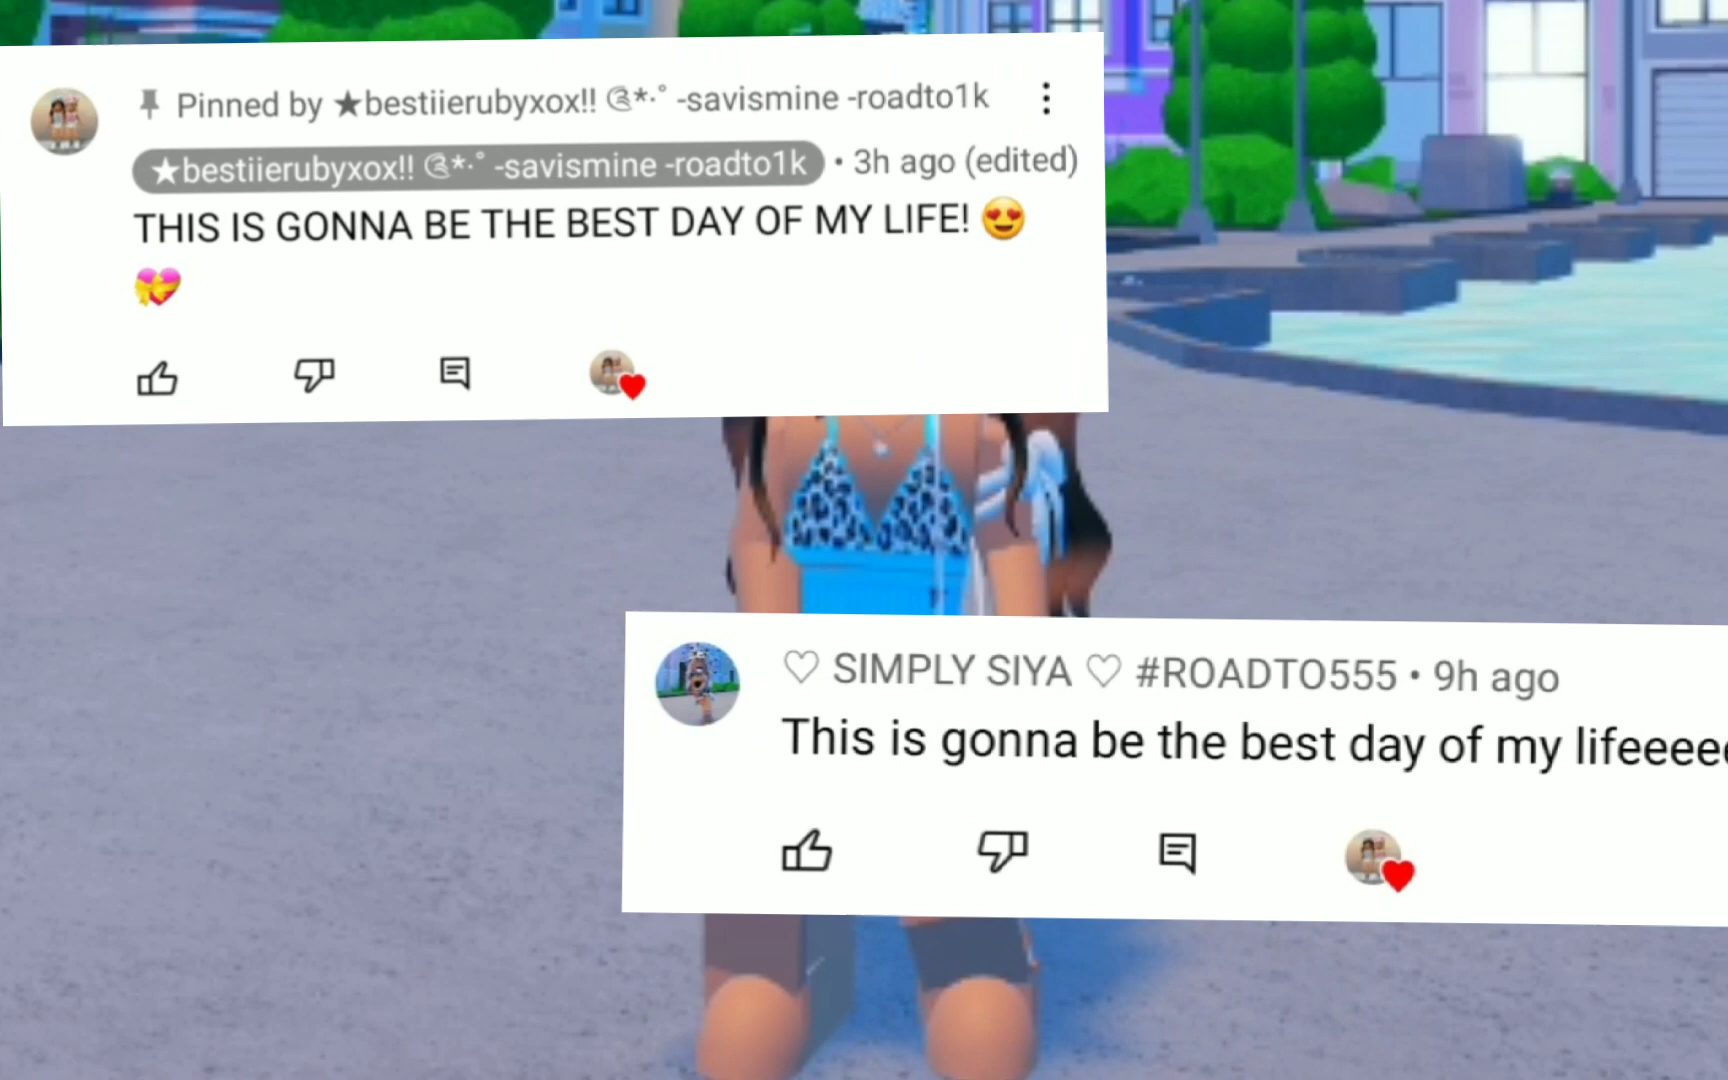 Pinned by ★bestiierubyxox!! ༊*·˚ -savismine -roadto1k
★bestiierubyxox!! ༊*·˚ -savismine -roadto1k • 3h ago (edited)
THIS IS GONNA BE THE BEST DAY OF MY LIFE! 😍
💝
♡ SIMPLY SIYA ♡ #ROADTO555 • 9h ago
This is gonna be the best day of my lifeeeee